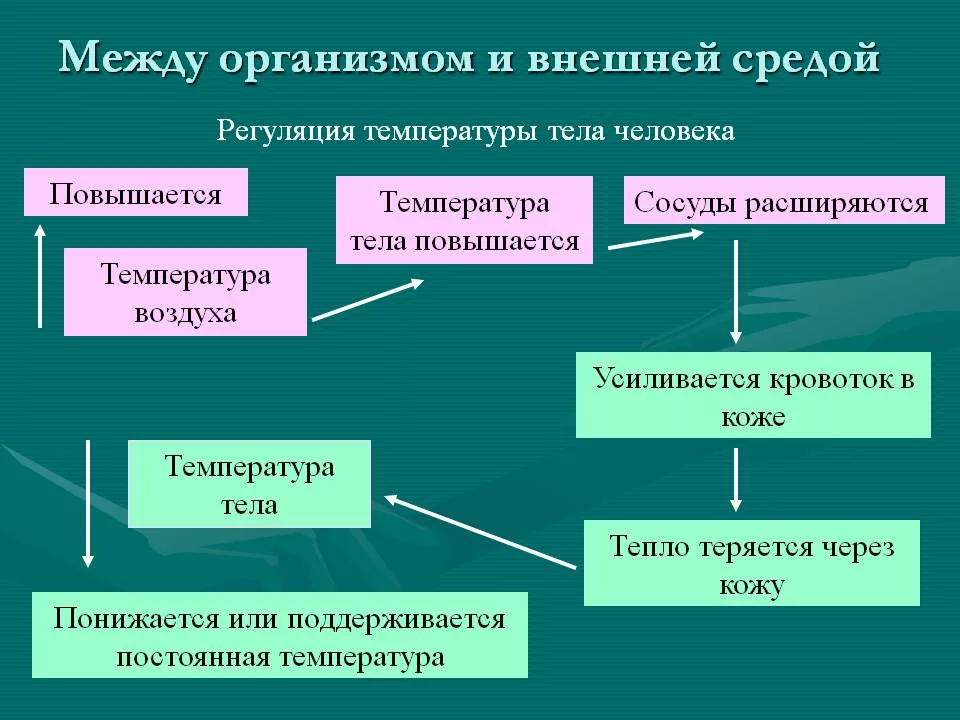 Между организмом и внешней средой
Регуляция температуры тела человека
Повышается
Температура
воздуха
Температура
тела повышается
Сосуды расширяются
Усиливается кровоток в
коже
Тепло теряется через
кожу
Температура
тела
Понижается или поддерживается
постоянная температура